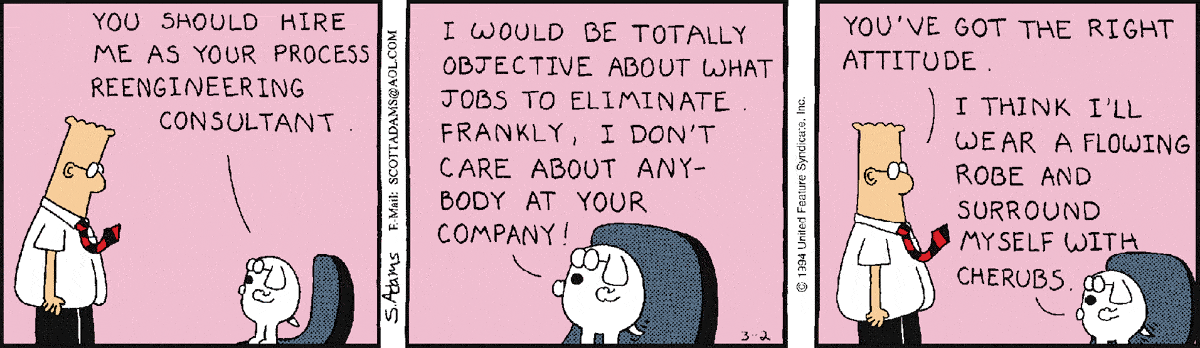 YOU SHOULD HIRE
ME AS YOUR PROCESS
REENGINEERING
CONSULTANT.
S.Adams E-Mail: SCOTTADAMS@AOL.COM
I WOULD BE TOTALLY
OBJECTIVE ABOUT WHAT
JOBS TO ELIMINATE.
FRANKLY, I DON'T
CARE ABOUT ANY-
BODY AT YOUR
COMPANY!
3-2
© 1994 United Feature Syndicate, Inc.
YOU'VE GOT THE RIGHT
ATTITUDE.
I THINK I'LL
WEAR A FLOWING
ROBE AND
SURROUND
MYSELF WITH
CHERUBS.